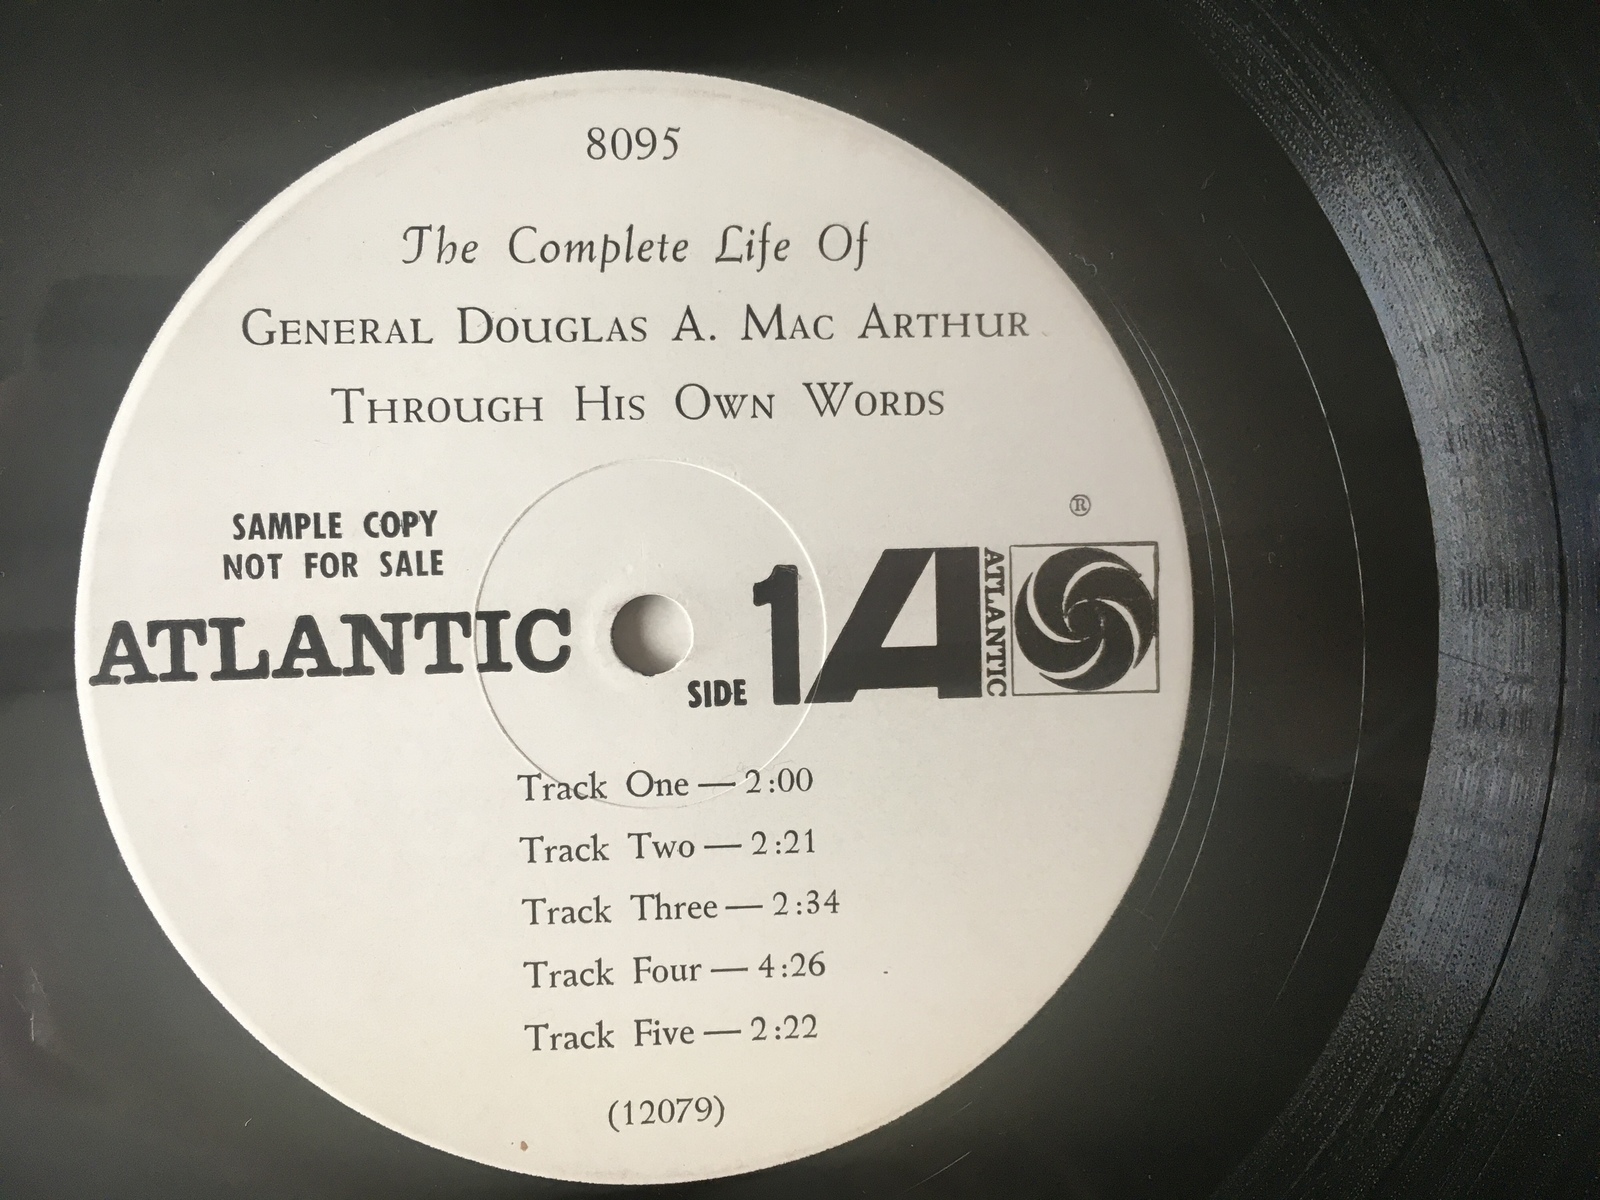 8095
The Complete Life Of
GENERAL DOUGLAS A. MAC ARTHUR
THROUGH HIS OWN WORDS
SAMPLE COPY
NOT FOR SALE
ATLANTIC
SIDE 1
A
ATLANTIC
®
Track One — 2:00
Track Two — 2:21
Track Three — 2:34
Track Four — 4:26
Track Five — 2:22
(12079)